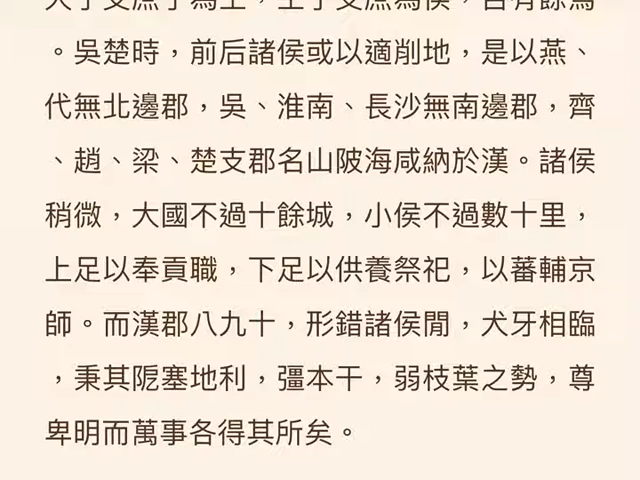 。吳楚時，前后諸侯或以適削地，是以燕、
代無北邊郡，吳、淮南、長沙無南邊郡，齊
、趙、梁、楚支郡名山陂海咸納於漢。諸侯
稍微，大國不過十餘城，小侯不過數十里，
上足以奉貢職，下足以供養祭祀，以蕃輔京
師。而漢郡八九十，形錯諸侯閒，犬牙相臨
，秉其阸塞地利，彊本干，弱枝葉之勢，尊
卑明而萬事各得其所矣。